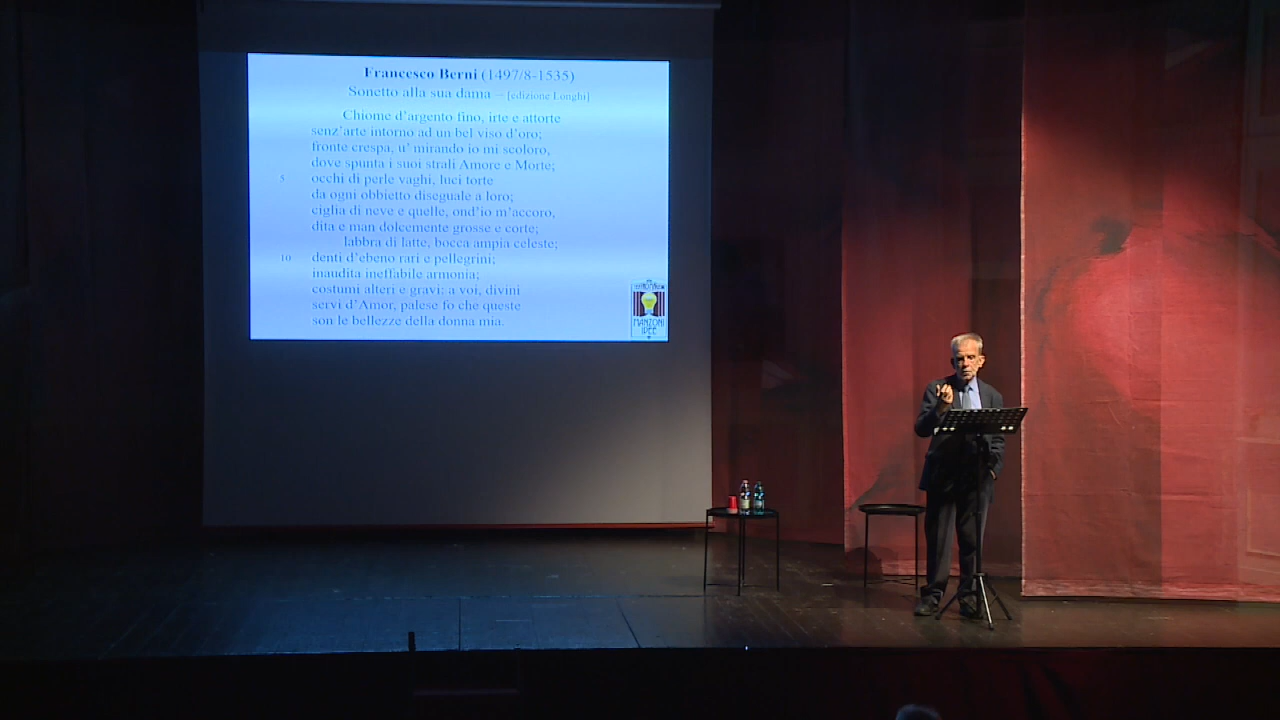 Francesco Berni (1497/8-1535)
Sonetto alla sua dama – [edizione Longhi]
Chiome d'argento fino, irte e attorte
senz'arte intorno ad un bel viso d'oro;
fronte crespa, u' mirando io mi scoloro,
dove spunta i suoi strali Amore e Morte;
5 occhi di perle vaghi, luci torte
da ogni obbietto diseguale a loro;
ciglia di neve e quelle, ond'io m'accoro,
dita e man dolcemente grosse e corte;
labbra di latte, bocca ampia celeste;
10 denti d'ebeno rari e pellegrini;
inaudita ineffabile armonia;
costumi alteri e gravi: a voi, divini
servi d'Amor, palese fo che queste
son le bellezze della donna mia.
MANZONI
IDEE